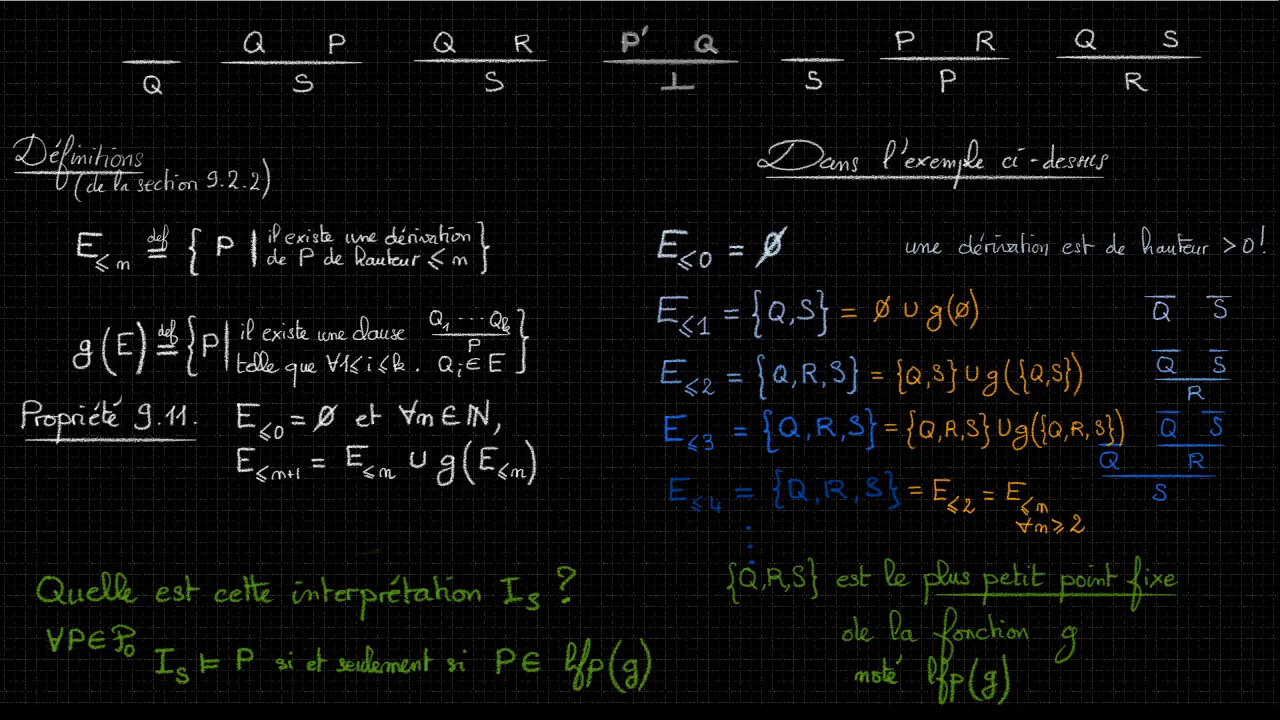 Q P Q R P' Q P R Q S
Q S S ⊥ S P R
Définitions
(de la section 9.2.2)
E≤n def= { P | il existe une dérivation
de P de hauteur ≤ n }
g(E) def= { P | il existe une clause Q1 ... Qk / P
telle que ∀1≤i≤k. Qi ∈ E }
Propriété 9.11. E≤0 = ∅ et ∀n ∈ ℕ,
E≤n+1 = E≤n ∪ g(E≤n)
Quelle est cette interprétation IS ?
∀P∈P0
IS ⊨ P si et seulement si P ∈ lfp(g)
Dans l'exemple ci-dessus
E≤0 = ∅ une dérivation est de hauteur > 0!
E≤1 = {Q,S} = ∅ ∪ g(∅) Q S
E≤2 = {Q,R,S} = {Q,S} ∪ g({Q,S}) Q S
R
E≤3 = {Q,R,S} = {Q,R,S} ∪ g({Q,R,S}) Q S
Q R
E≤4 = {Q,R,S} = E≤2 = E≤n S
∀n≥2
⋮
{Q,R,S} est le plus petit point fixe
de la fonction g
noté lfp(g)